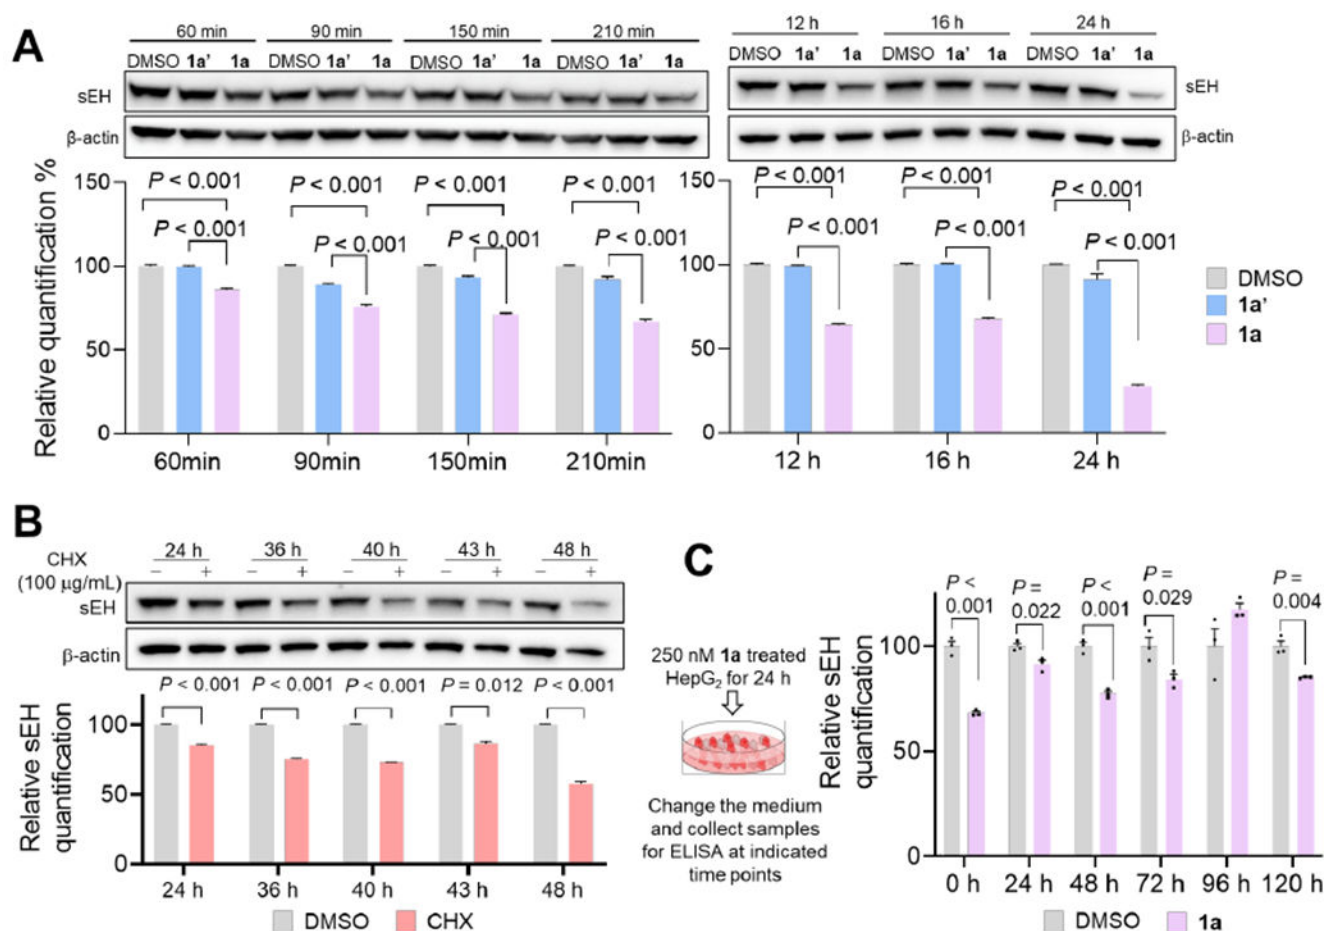 A
60 min 90 min 150 min 210 min
DMSO 1a' 1a DMSO 1a' 1a DMSO 1a' 1a DMSO 1a' 1a
sEH
β-actin
12 h 16 h 24 h
DMSO 1a' 1a DMSO 1a' 1a DMSO 1a' 1a
sEH
β-actin
Relative quantification %
150
100
50
0
P < 0.001 P < 0.001 P < 0.001 P < 0.001
P < 0.001 P < 0.001 P < 0.001 P < 0.001
60min 90min 150min 210min
150
100
50
0
P < 0.001 P < 0.001 P < 0.001
P < 0.001 P < 0.001 P < 0.001
12 h 16 h 24 h
DMSO
1a'
1a
B
24 h 36 h 40 h 43 h 48 h
CHX
(100 µg/mL)
– + – + – + – + – +
sEH
β-actin
P < 0.001 P < 0.001 P < 0.001 P = 0.012 P < 0.001
Relative sEH
quantification
100
50
0
24 h 36 h 40 h 43 h 48 h
DMSO CHX
C
250 nM 1a treated
HepG2 for 24 h
Change the medium
and collect samples
for ELISA at indicated
time points
Relative sEH
quantification
100
50
0
P <
0.001
P =
0.022
P <
0.001
P =
0.029
P =
0.004
0 h 24 h 48 h 72 h 96 h 120 h
DMSO 1a